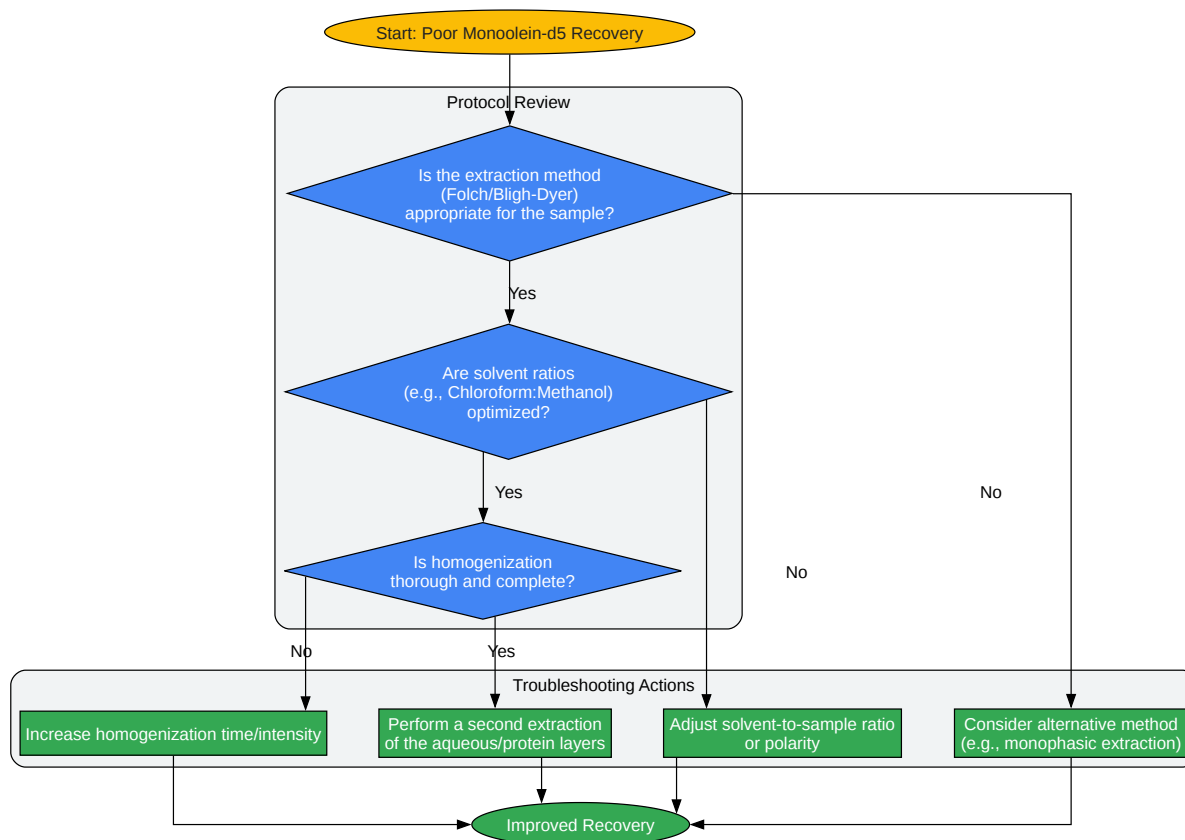 Start: Poor Monoolein-d5 Recovery
Protocol Review
Is the extraction method
(Folch/Bligh-Dyer)
appropriate for the sample?
Yes
Are solvent ratios
(e.g., Chloroform:Methanol)
optimized?
Yes
No
Is homogenization
thorough and complete?
No
No
Yes
Troubleshooting Actions
Increase homogenization time/intensity
Perform a second extraction
of the aqueous/protein layers
Adjust solvent-to-sample ratio
or polarity
Consider alternative method
(e.g., monophasic extraction)
Improved Recovery